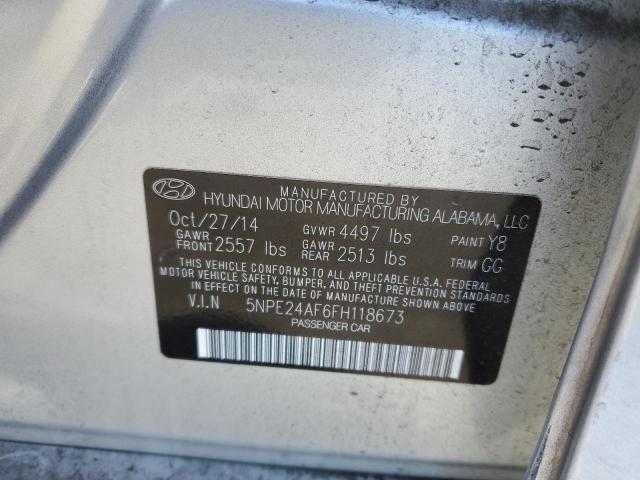 MANUFACTURED BY
HYUNDAI MOTOR MANUFACTURING ALABAMA, LLC
Oct/27/14 GVWR 4497 lbs PAINT Y8
GAWR FRONT 2557 lbs GAWR REAR 2513 lbs TRIM GG
THIS VEHICLE CONFORMS TO ALL APPLICABLE U.S.A. FEDERAL
MOTOR VEHICLE SAFETY, BUMPER, AND THEFT PREVENTION
STANDARDS IN EFFECT ON THE DATE OF MANUFACTURE SHOWN ABOVE
V.I.N 5NPE24AF6FH118673
PASSENGER CAR